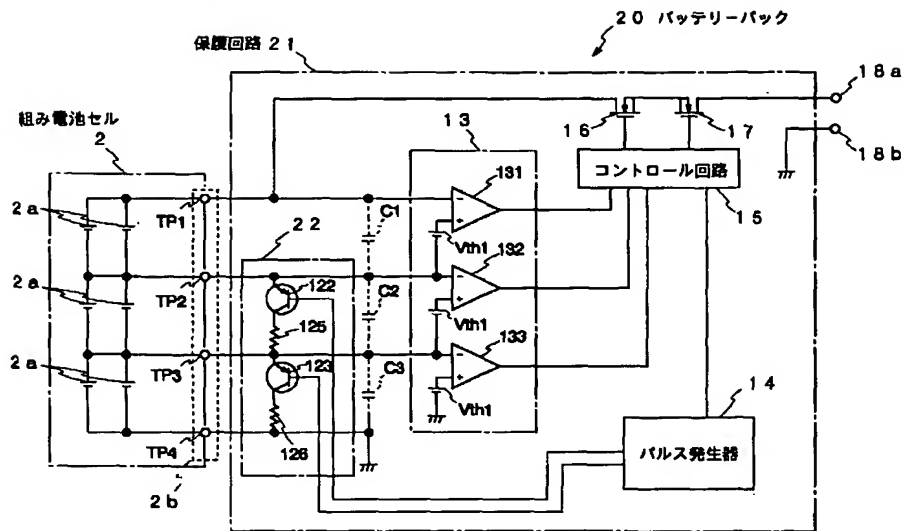 20 バッテリーパック
保護回路 21
18a
組み電池セル
2
13
16
17
18b
コントロール回路
15
131
2a
TP1
C1
22
Vth1
132
2a
TP2
122
C2
125
Vth1
133
2a
TP3
123
C3
Vth1
14
126
パルス発生器
TP4
2b